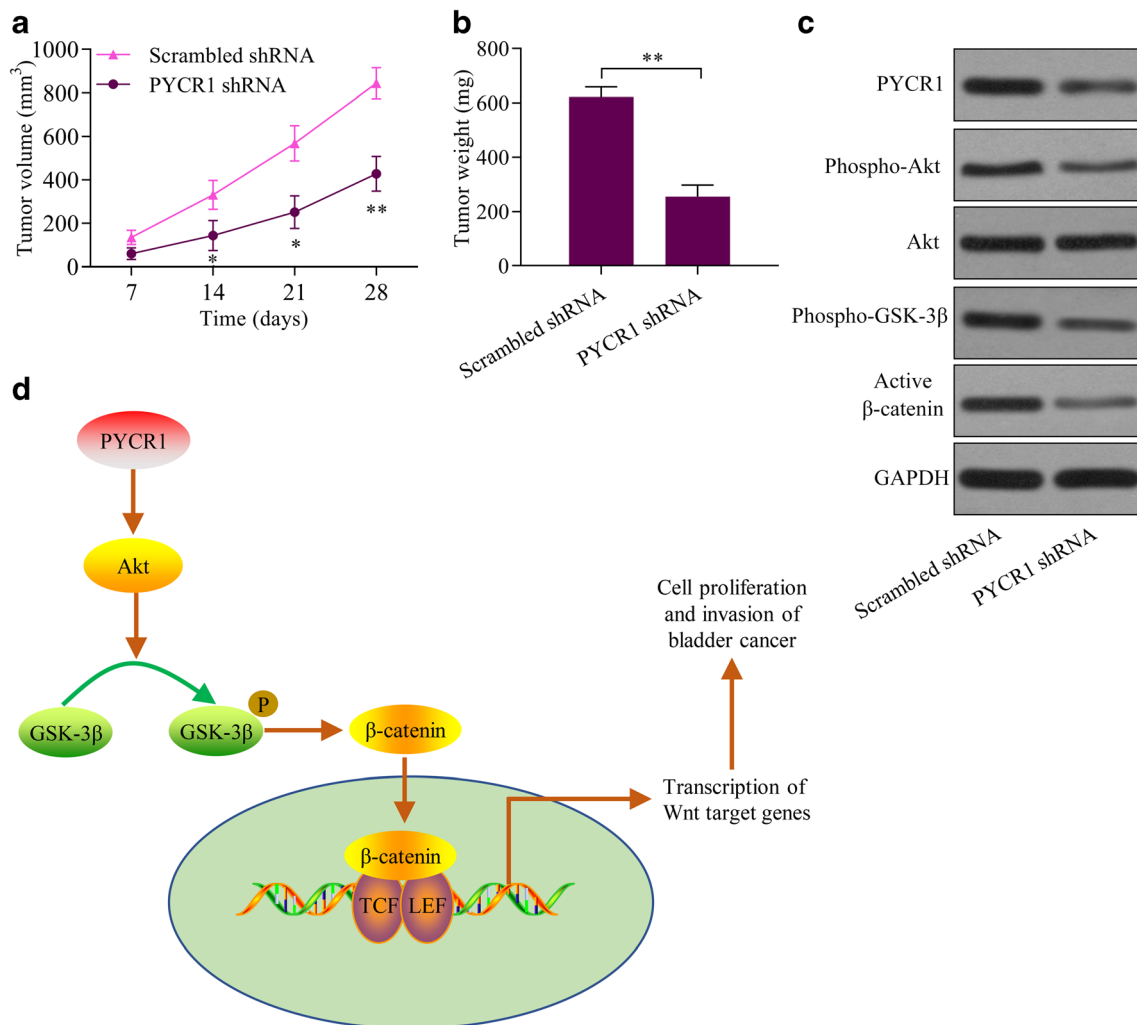 a
Scrambled shRNA
PYCR1 shRNA
Tumor volume (mm³)
1000
800
600
400
200
0
*
*
**
7
14
21
28
Time (days)
b
Tumor weight (mg)
800
600
400
200
0
**
Scrambled shRNA
PYCR1 shRNA
c
PYCR1
Phospho-Akt
Akt
Phospho-GSK-3β
Active
β-catenin
GAPDH
Scrambled shRNA
PYCR1 shRNA
d
PYCR1
Akt
GSK-3β
GSK-3β
P
β-catenin
β-catenin
TCF
LEF
Transcription of
Wnt target genes
Cell proliferation
and invasion of
bladder cancer